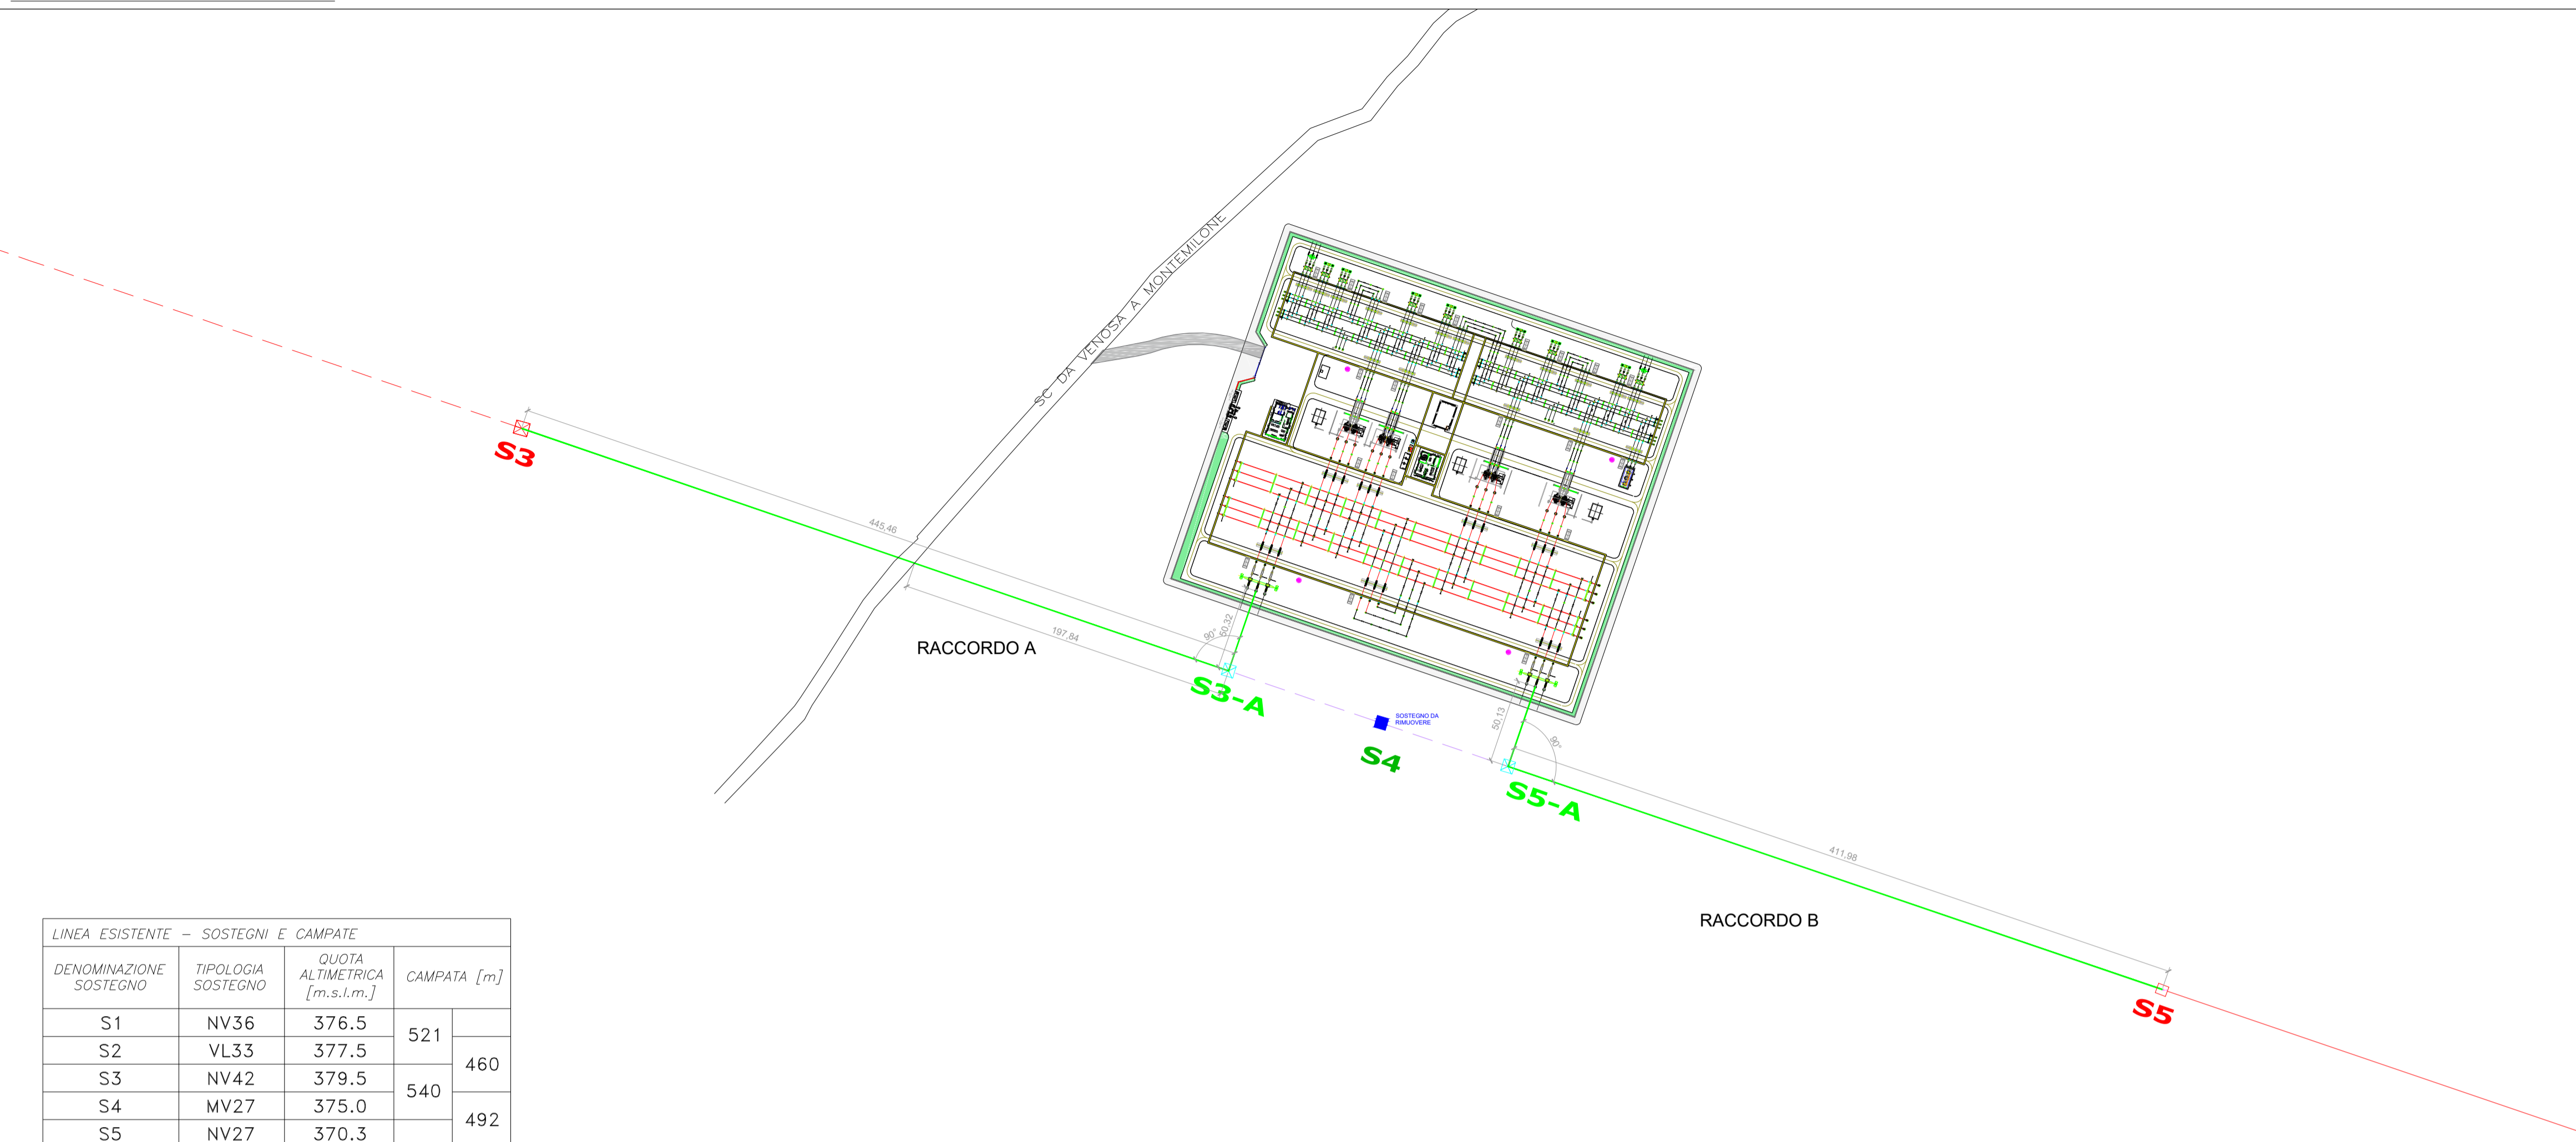 SC DA VENOSA A MONTEMILONE
S3
445,46
197,84
RACCORDO A
90°
S3-A
SOSTEGNO DA
RIMUOVERE
S4
50,13
90°
S5-A
411,98
RACCORDO B
S5
LINEA ESISTENTE – SOSTEGNI E CAMPATE
DENOMINAZIONE SOSTEGNO TIPOLOGIA SOSTEGNO QUOTA ALTIMETRICA [m.s.l.m.] CAMPATA [m]
S1 NV36 376.5
521
S2 VL33 377.5
460
S3 NV42 379.5
540
S4 MV27 375.0
492
S5 NV27 370.3